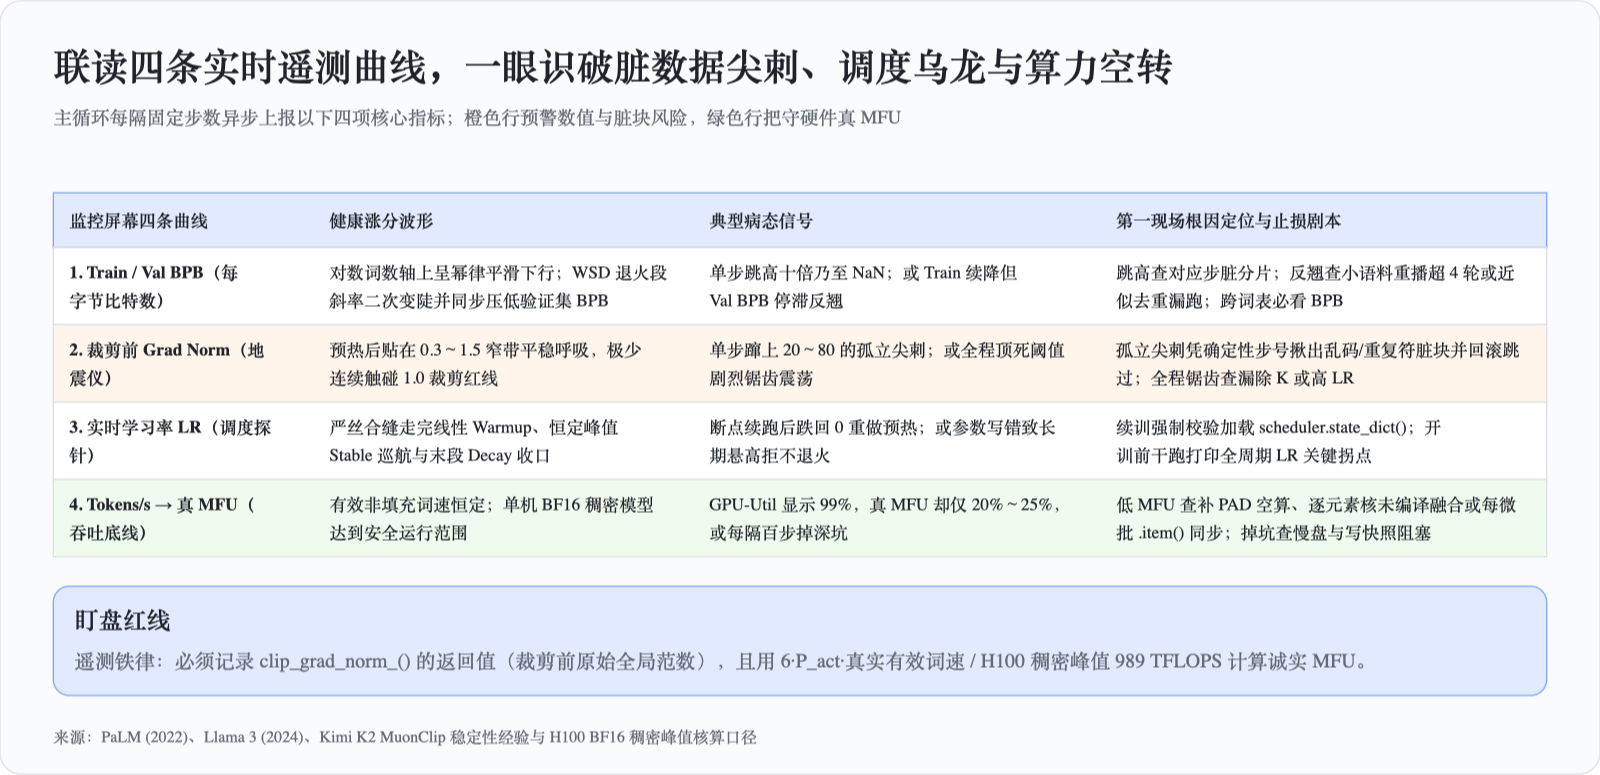 联读四条实时遥测曲线，一眼识破脏数据尖刺、调度乌龙与算力空转
主循环每隔固定步数异步上报以下四项核心指标；橙色行预警数值与脏块风险，绿色行把守硬件真 MFU
监控屏幕四条曲线
健康涨分波形
典型病态信号
第一现场根因定位与止损剧本
1. Train / Val BPB（每
字节比特数）
对数词数轴上呈幂律平滑下行；WSD 退火段
斜率二次变陡并同步压低验证集 BPB
单步跳高十倍乃至 NaN；或 Train 续降但
Val BPB 停滞反翘
跳高查对应步脏分片；反翘查小语料重播超 4 轮或近
似去重漏跑；跨词表必看 BPB
2. 裁剪前 Grad Norm（地
震仪）
预热后贴在 0.3 ~ 1.5 窄带平稳呼吸，极少
连续触碰 1.0 裁剪红线
单步蹿上 20 ~ 80 的孤立尖刺；或全程顶死阈值
剧烈锯齿震荡
孤立尖刺凭确定性步号揪出乱码/重复符脏块并回滚跳
过；全程锯齿查漏除 K 或高 LR
3. 实时学习率 LR（调度探
针）
严丝合缝走完线性 Warmup、恒定峰值
Stable 巡航与末段 Decay 收口
断点续跑后跌回 0 重做预热；或参数写错致长
期悬高拒不退火
续训强制校验加载 scheduler.state_dict()；开
训前干跑打印全周期 LR 关键拐点
4. Tokens/s → 真 MFU（
吞吐底线）
有效非填充词速恒定；单机 BF16 稠密模型
达到安全运行范围
GPU-Util 显示 99%，真 MFU 却仅 20% ~ 25%，
或每隔百步掉深坑
低 MFU 查补 PAD 空算、逐元素核未编译融合或每微
批 .item() 同步；掉坑查慢盘与写快照阻塞
盯盘红线
遥测铁律：必须记录 clip_grad_norm_() 的返回值（裁剪前原始全局范数），且用 6·P_act·真实有效词速 / H100 稠密峰值 989 TFLOPS 计算诚实 MFU。
来源：PaLM (2022)、Llama 3 (2024)、Kimi K2 MuonClip 稳定性经验与 H100 BF16 稠密峰值核算口径